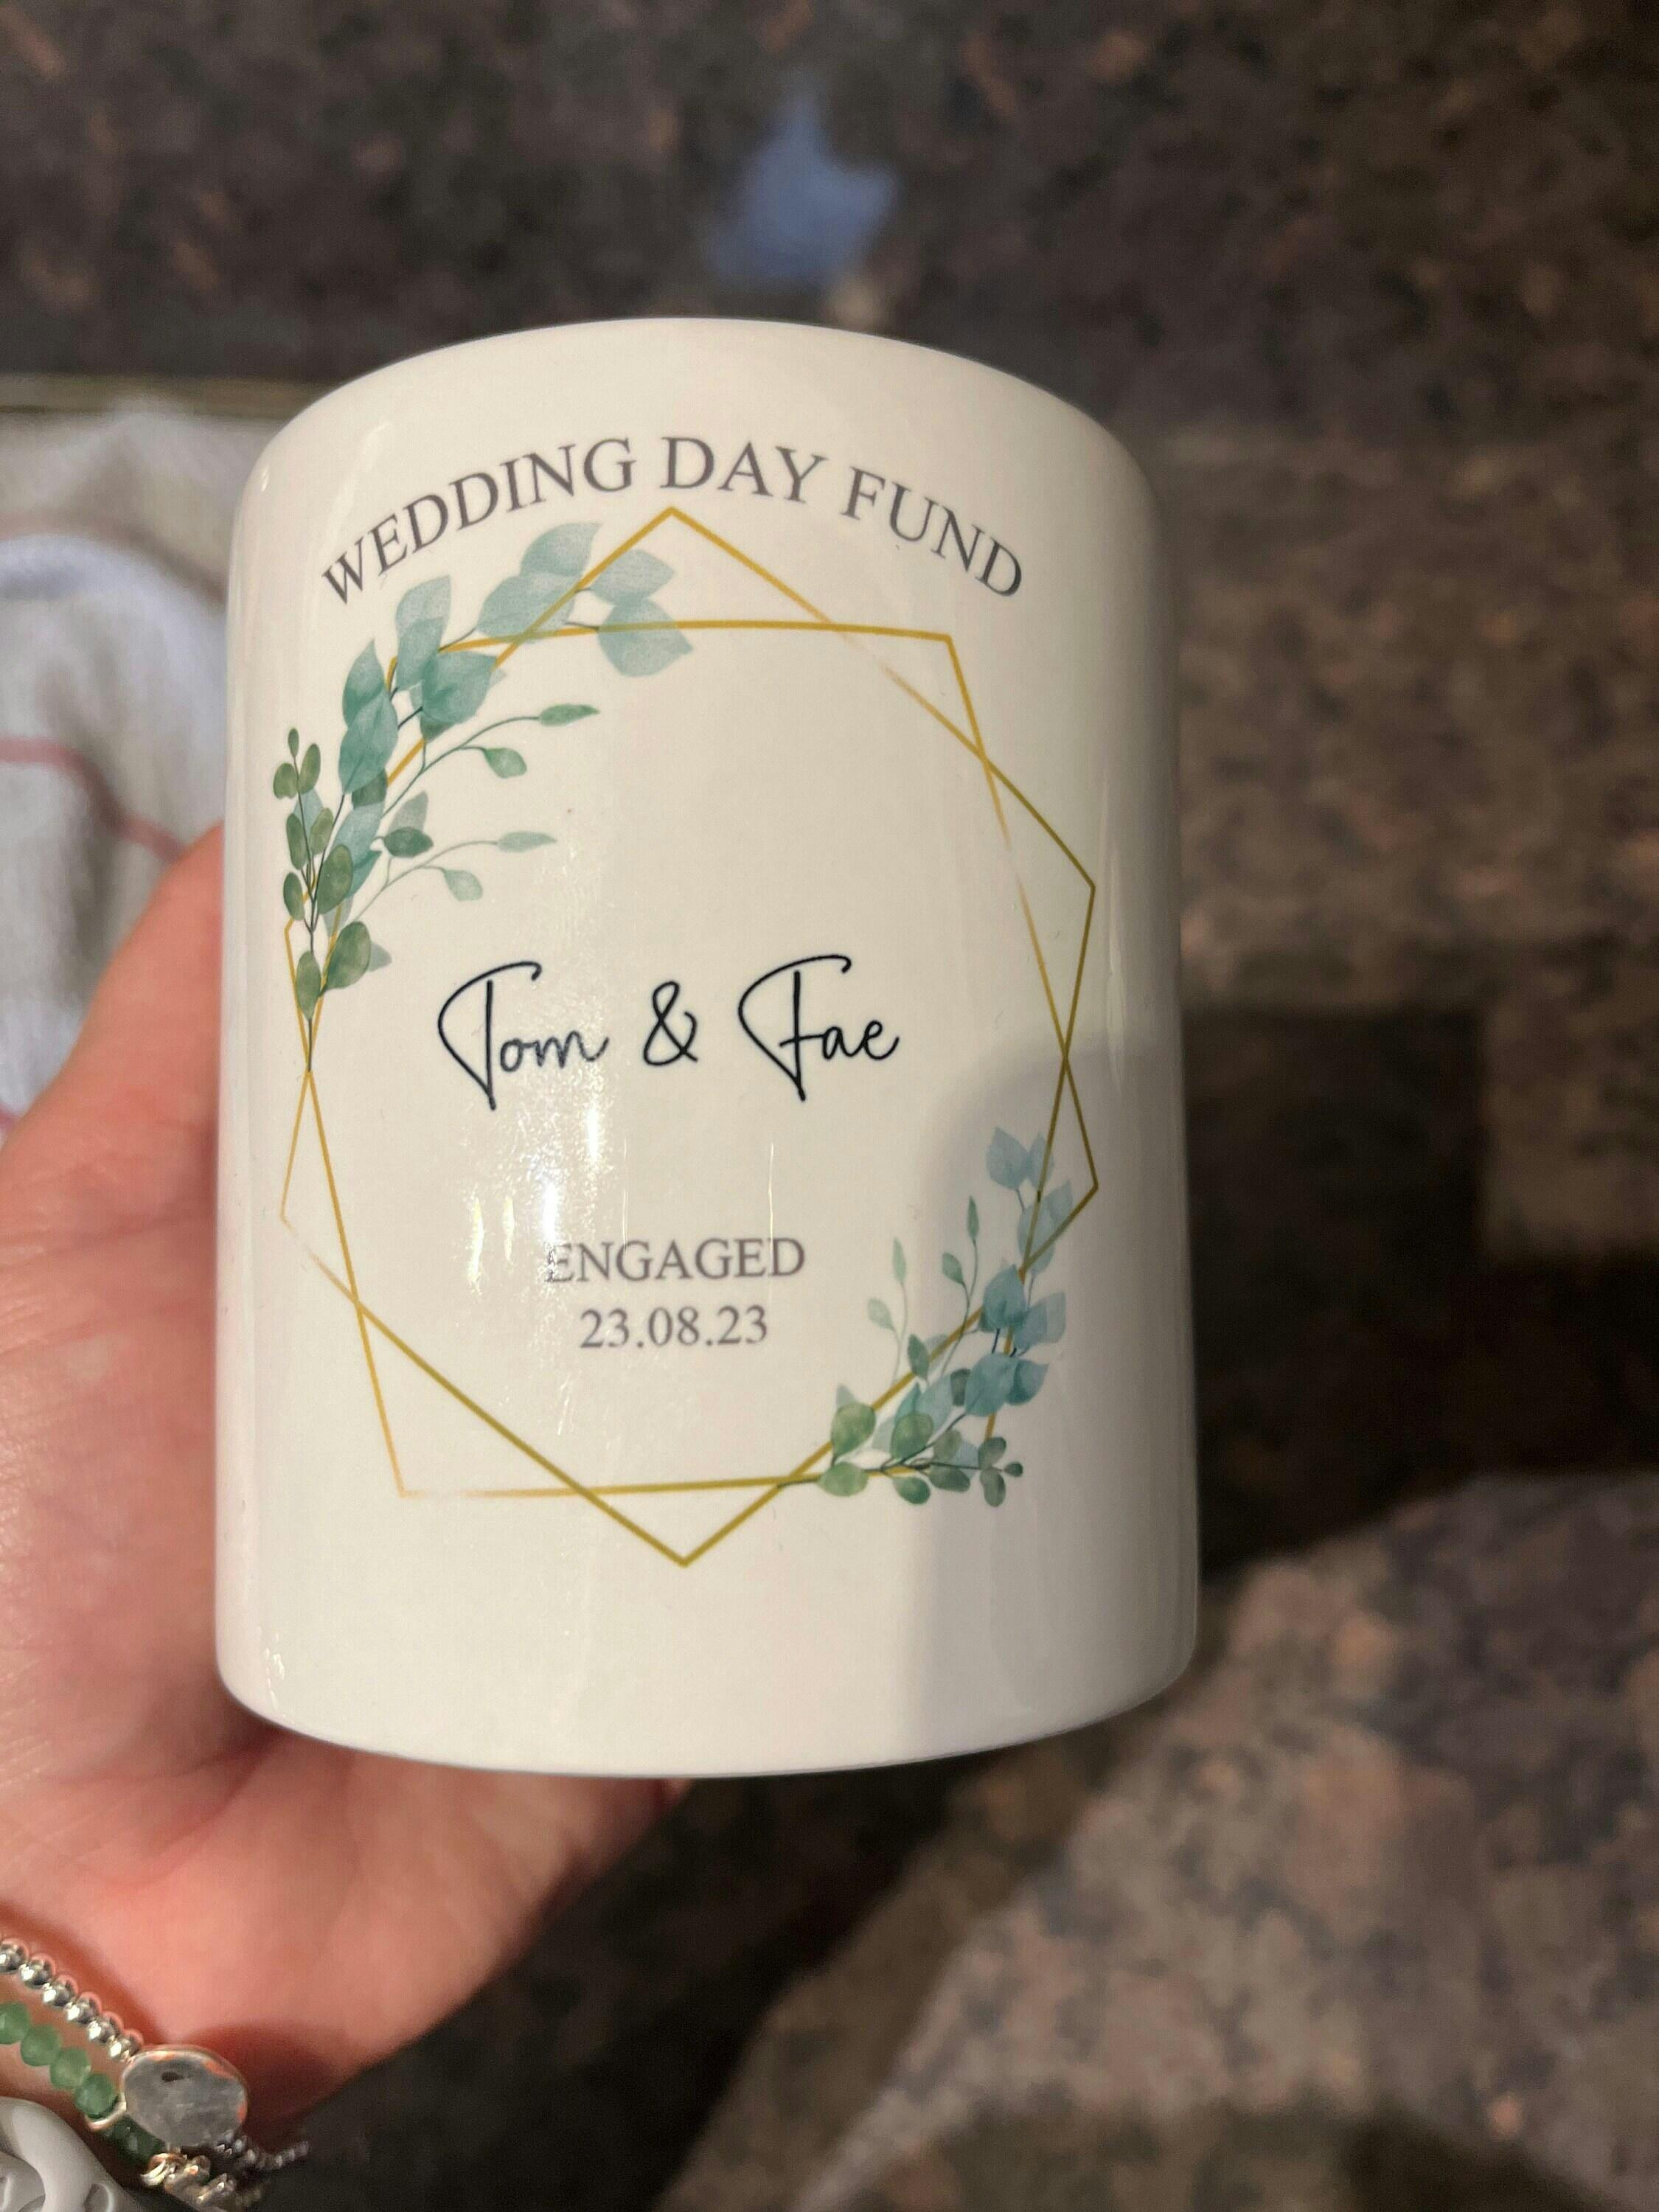 WEDDING DAY FUND
Tom & Fae
ENGAGED
23.08.23